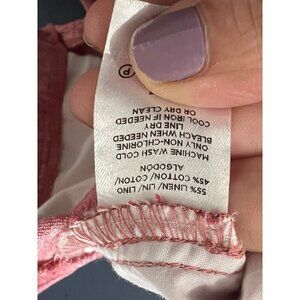 55% LINEN/ LIN/ LINO
45% COTTON/ COTON/
ALGODÓN
MACHINE WASH COLD
BLEACH WHEN NEEDED
ONLY NON-CHLORINE
LINE DRY
COOL IRON IF NEEDED
OR DRY CLEAN
P